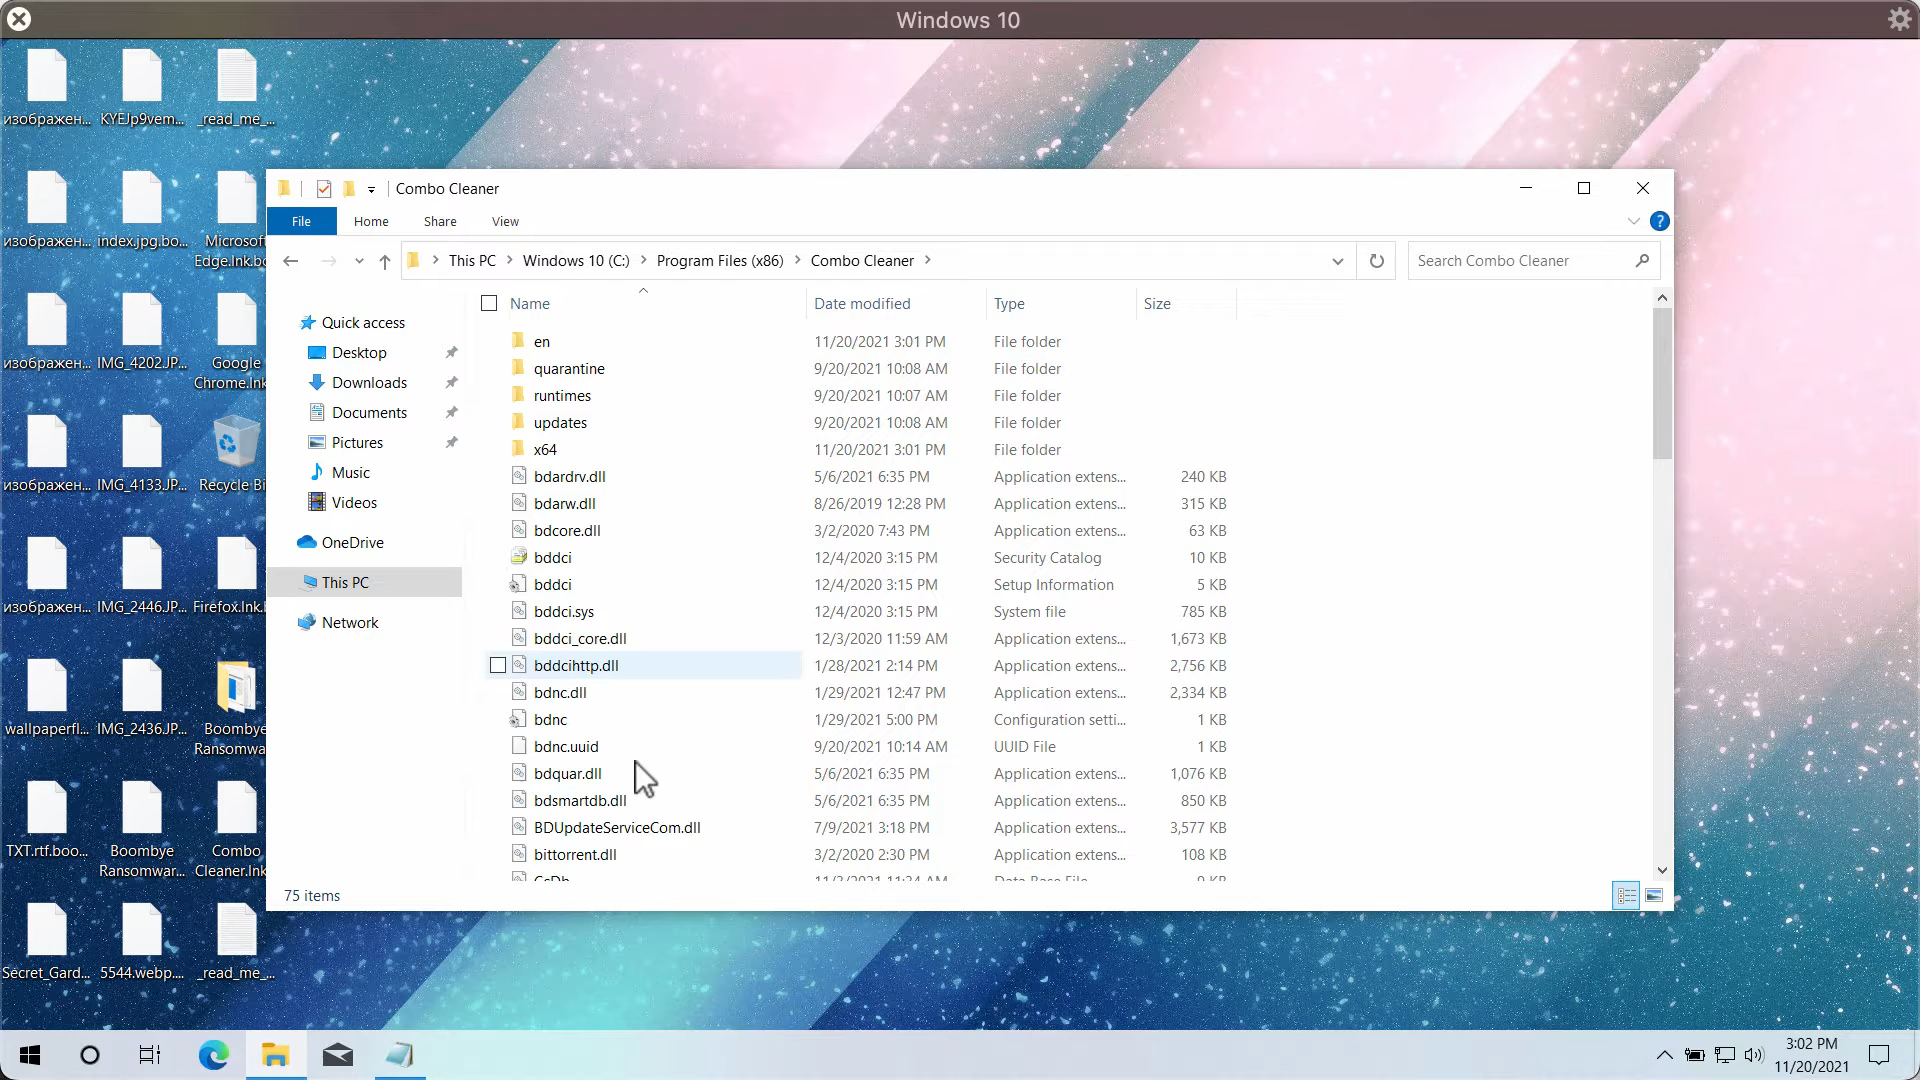 Windows 10
изображен...
KYEJp9vem...
_read_me_...
изображен...
index.jpg.bo...
Microsoft
Edge.lnk.bo
изображен...
IMG_4202.JP...
Google
Chrome.lnk
изображен...
IMG_4133.JP...
Recycle Bi
изображен...
IMG_2446.JP...
Firefox.lnk.
wallpaperfl...
IMG_2436.JP...
Boombye
Ransomwa
TXT.rtf.boo...
Boombye
Ransomwar...
Combo
Cleaner.lnk
Secret_Gard...
5544.webp....
_read_me_...
Combo Cleaner
File
Home
Share
View
This PC
Windows 10 (C:)
Program Files (x86)
Combo Cleaner
Search Combo Cleaner
Quick access
Desktop
Downloads
Documents
Pictures
Music
Videos
OneDrive
This PC
Network
Name Date modified Type Size
en 11/20/2021 3:01 PM File folder
quarantine 9/20/2021 10:08 AM File folder
runtimes 9/20/2021 10:07 AM File folder
updates 9/20/2021 10:08 AM File folder
x64 11/20/2021 3:01 PM File folder
bdardrv.dll 5/6/2021 6:35 PM Application extens... 240 KB
bdarw.dll 8/26/2019 12:28 PM Application extens... 315 KB
bdcore.dll 3/2/2020 7:43 PM Application extens... 63 KB
bddci 12/4/2020 3:15 PM Security Catalog 10 KB
bddci 12/4/2020 3:15 PM Setup Information 5 KB
bddci.sys 12/4/2020 3:15 PM System file 785 KB
bddci_core.dll 12/3/2020 11:59 AM Application extens... 1,673 KB
bddcihttp.dll 1/28/2021 2:14 PM Application extens... 2,756 KB
bdnc.dll 1/29/2021 12:47 PM Application extens... 2,334 KB
bdnc 1/29/2021 5:00 PM Configuration setti... 1 KB
bdnc.uuid 9/20/2021 10:14 AM UUID File 1 KB
bdquar.dll 5/6/2021 6:35 PM Application extens... 1,076 KB
bdsmartdb.dll 5/6/2021 6:35 PM Application extens... 850 KB
BDUpdateServiceCom.dll 7/9/2021 3:18 PM Application extens... 3,577 KB
bittorrent.dll 3/2/2020 2:30 PM Application extens... 108 KB
75 items
3:02 PM
11/20/2021